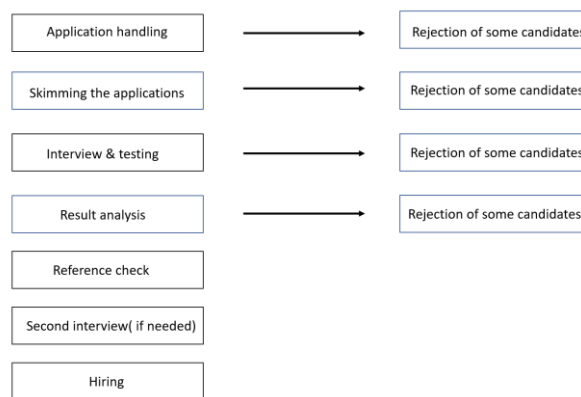 Application handling
Rejection of some candidates
Skimming the applications
Rejection of some candidates
Interview & testing
Rejection of some candidates
Result analysis
Rejection of some candidates
Reference check
Second interview( if needed)
Hiring